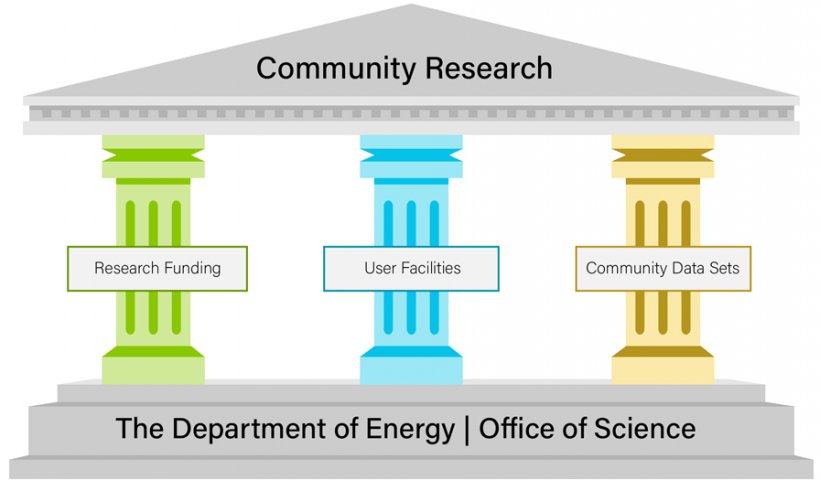 Community Research
Research Funding
User Facilities
Community Data Sets
The Department of Energy | Office of Science